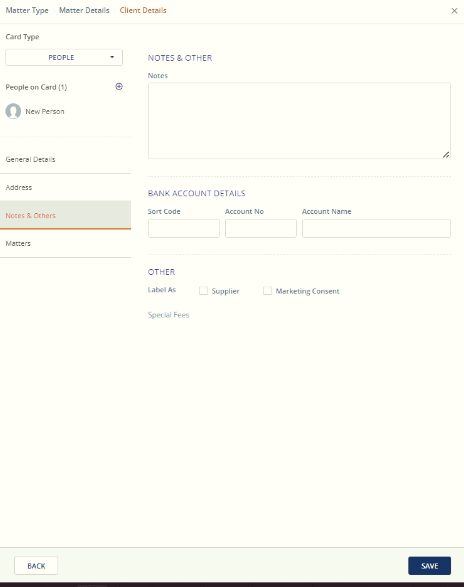 Matter Type Matter Details Client Details
Card Type
PEOPLE
People on Card (1)
New Person
General Details
Address
Notes & Others
Matters
NOTES & OTHER
Notes
BANK ACCOUNT DETAILS
Sort Code Account No Account Name
OTHER
Label As Supplier Marketing Consent
Special Fees
BACK SAVE